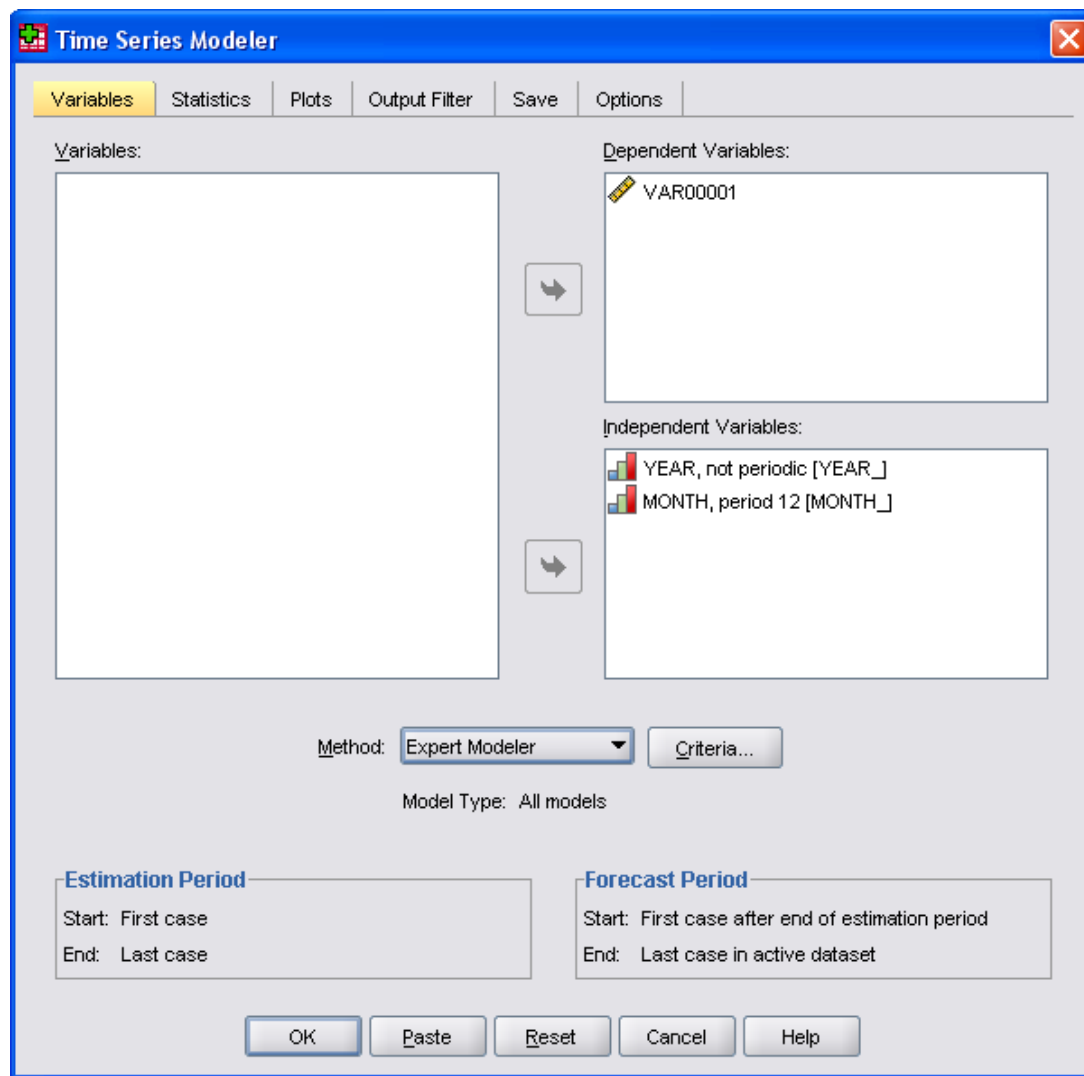 Time Series Modeler
Variables Statistics Plots Output Filter Save Options
Variables:
Dependent Variables:
VAR00001
Independent Variables:
YEAR, not periodic [YEAR_]
MONTH, period 12 [MONTH_]
Method: Expert Modeler Criteria...
Model Type: All models
Estimation Period
Start: First case
End: Last case
Forecast Period
Start: First case after end of estimation period
End: Last case in active dataset
OK Paste Reset Cancel Help